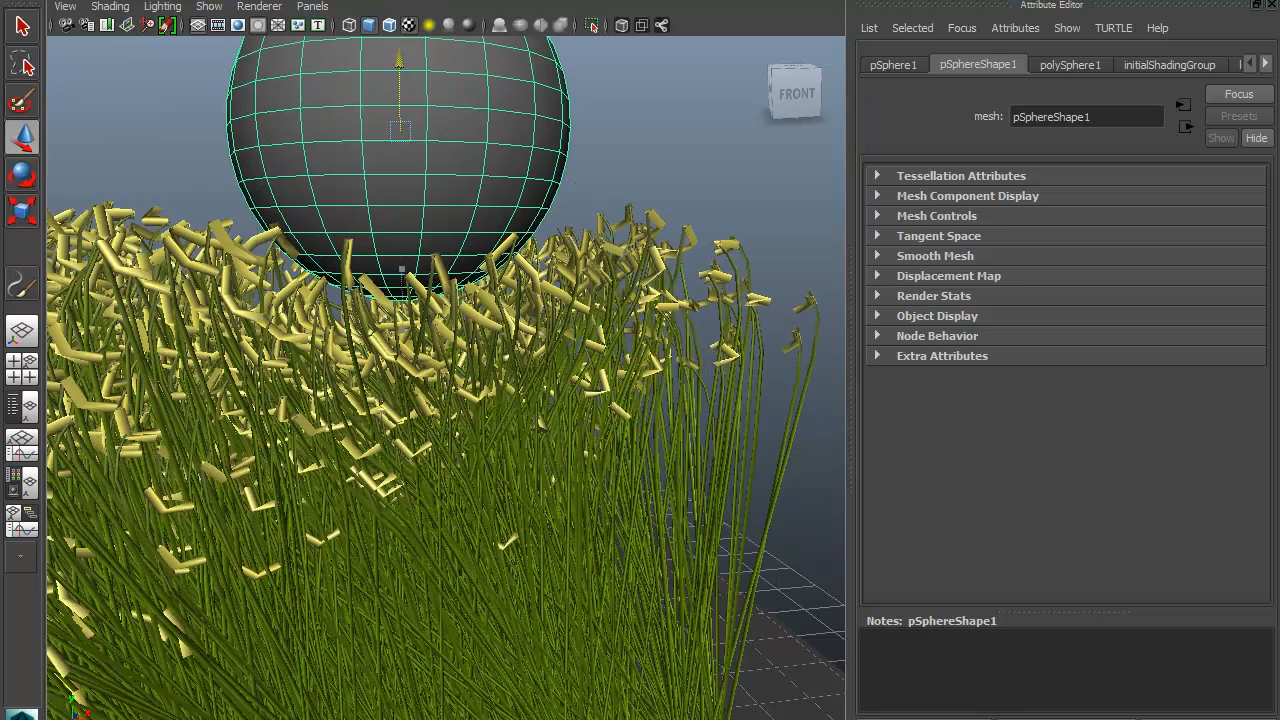 View Shading Lighting Show Renderer Panels
Attribute Editor
List Selected Focus Attributes Show TURTLE Help
pSphere1 pSphereShape1 polySphere1 initialShadingGroup
FRONT
mesh: pSphereShape1
Focus
Presets
Show Hide
Tessellation Attributes
Mesh Component Display
Mesh Controls
Tangent Space
Smooth Mesh
Displacement Map
Render Stats
Object Display
Node Behavior
Extra Attributes
Notes: pSphereShape1